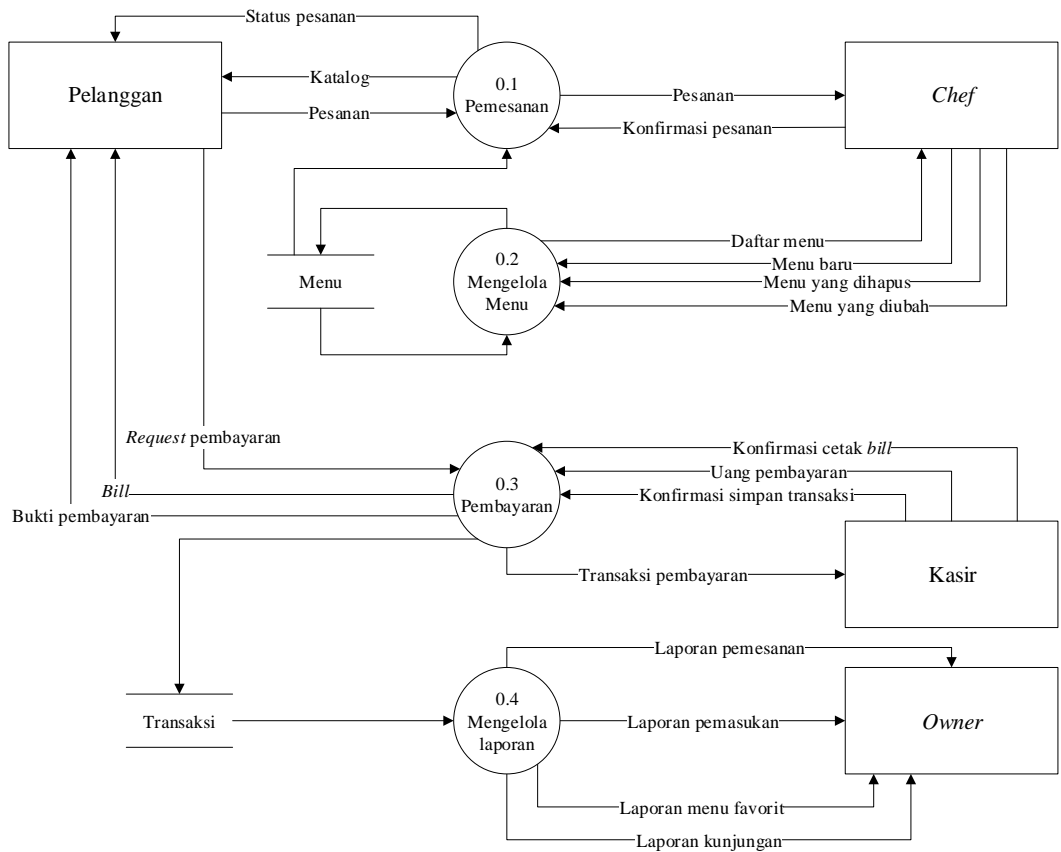 Status pesanan
Pelanggan
Katalog
Pesanan
0.1
Pemesanan
Pesanan
Konfirmasi pesanan
Chef
Menu
0.2
Mengelola
Menu
Daftar menu
Menu baru
Menu yang dihapus
Menu yang diubah
Request pembayaran
Bill
Bukti pembayaran
0.3
Pembayaran
Konfirmasi cetak bill
Uang pembayaran
Konfirmasi simpan transaksi
Transaksi pembayaran
Kasir
Transaksi
0.4
Mengelola
laporan
Laporan pemesanan
Laporan pemasukan
Laporan menu favorit
Laporan kunjungan
Owner